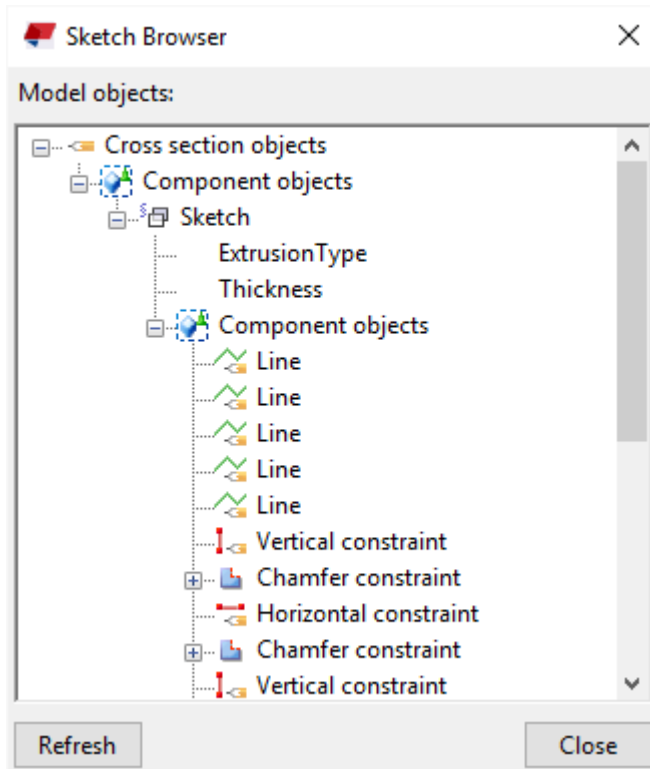 Sketch Browser
Model objects:
Cross section objects
Component objects
Sketch
ExtrusionType
Thickness
Component objects
Line
Line
Line
Line
Line
Vertical constraint
Chamfer constraint
Horizontal constraint
Chamfer constraint
Vertical constraint
Refresh
Close